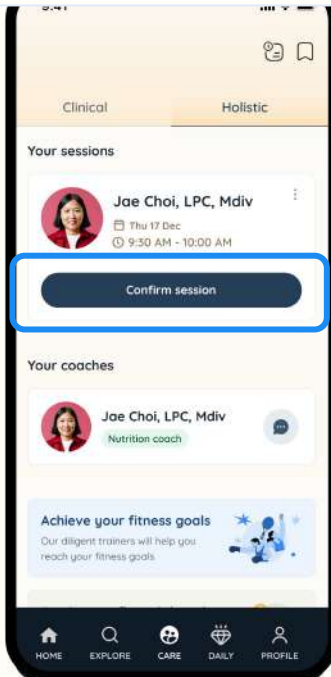 9:41
Clinical
Holistic
Your sessions
Jae Choi, LPC, Mdiv
Thu 17 Dec
9:30 AM - 10:00 AM
Confirm session
Your coaches
Jae Choi, LPC, Mdiv
Nutrition coach
Achieve your fitness goals
Our diligent trainers will help you
reach your fitness goals
HOME
EXPLORE
CARE
DAILY
PROFILE